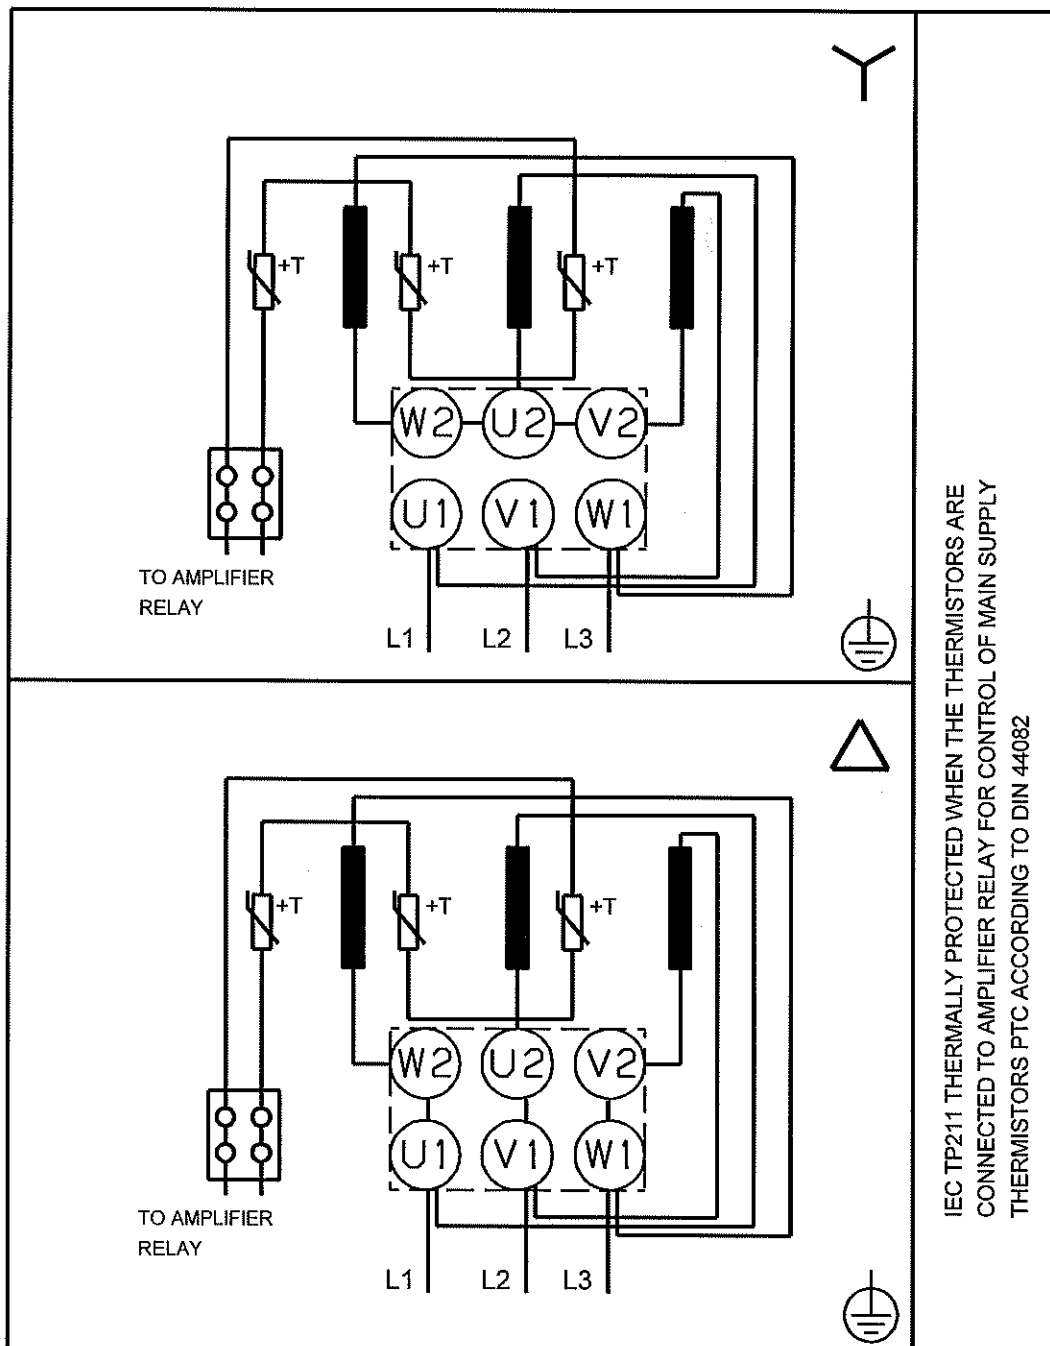 +T +T +T
W2 U2 V2
U1 V1 W1
TO AMPLIFIER
RELAY
L1 L2 L3
+T +T +T
W2 U2 V2
U1 V1 W1
TO AMPLIFIER
RELAY
L1 L2 L3
IEC TP211 THERMALLY PROTECTED WHEN THE THERMISTORS ARE
CONNECTED TO AMPLIFIER RELAY FOR CONTROL OF MAIN SUPPLY
THERMISTORS PTC ACCORDING TO DIN 44082